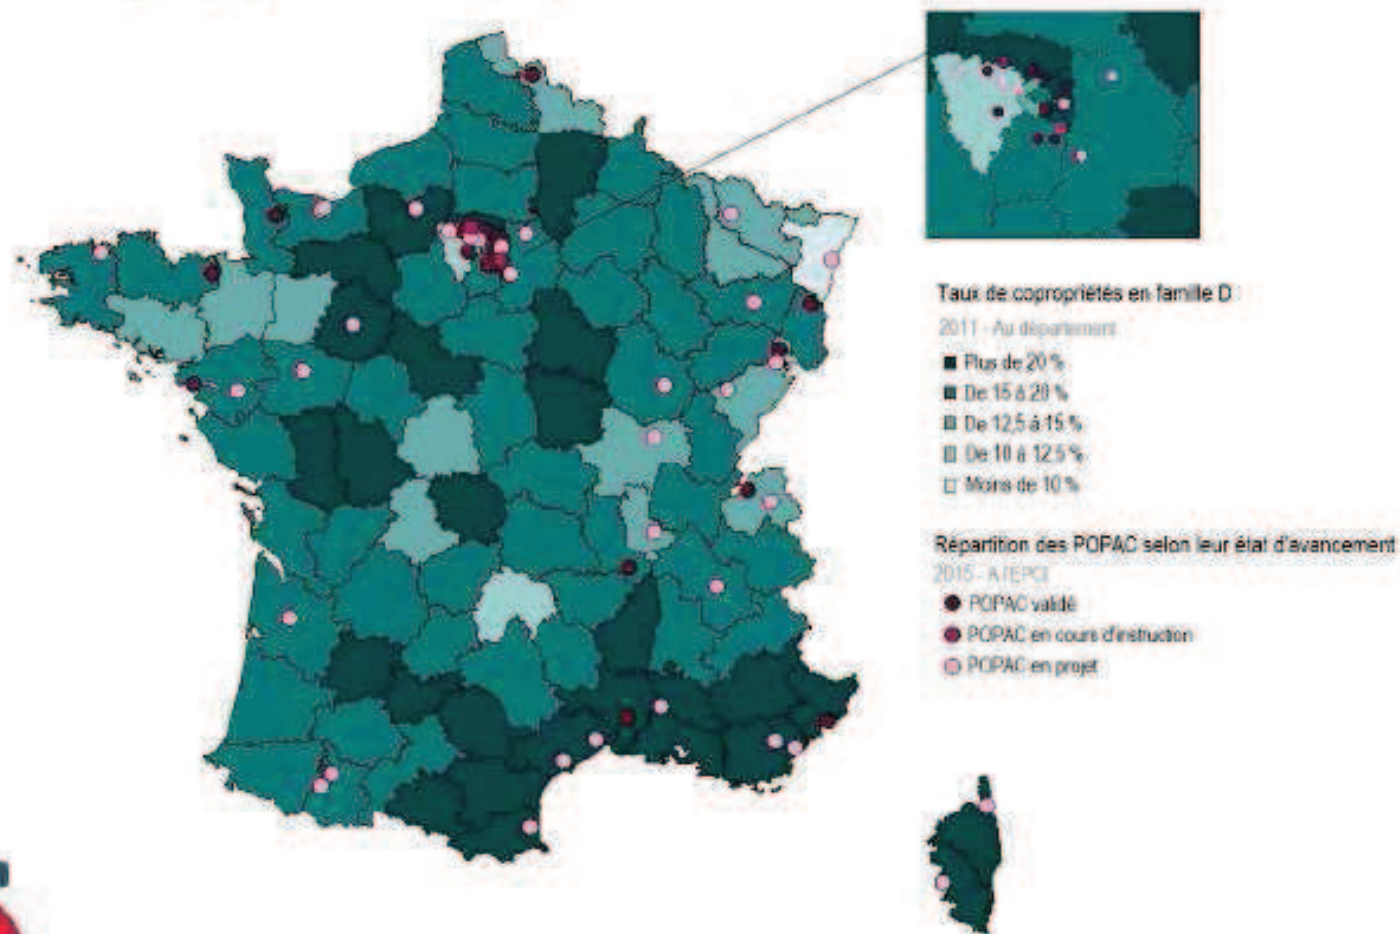 Taux de copropriétés en famille D
2011 - Au département
Plus de 20 %
De 15 à 20 %
De 12,5 à 15 %
De 10 à 12,5 %
Moins de 10 %
Répartition des POPAC selon leur état d'avancement
2015 - A l'EPCI
POPAC validé
POPAC en cours d'instruction
POPAC en projet